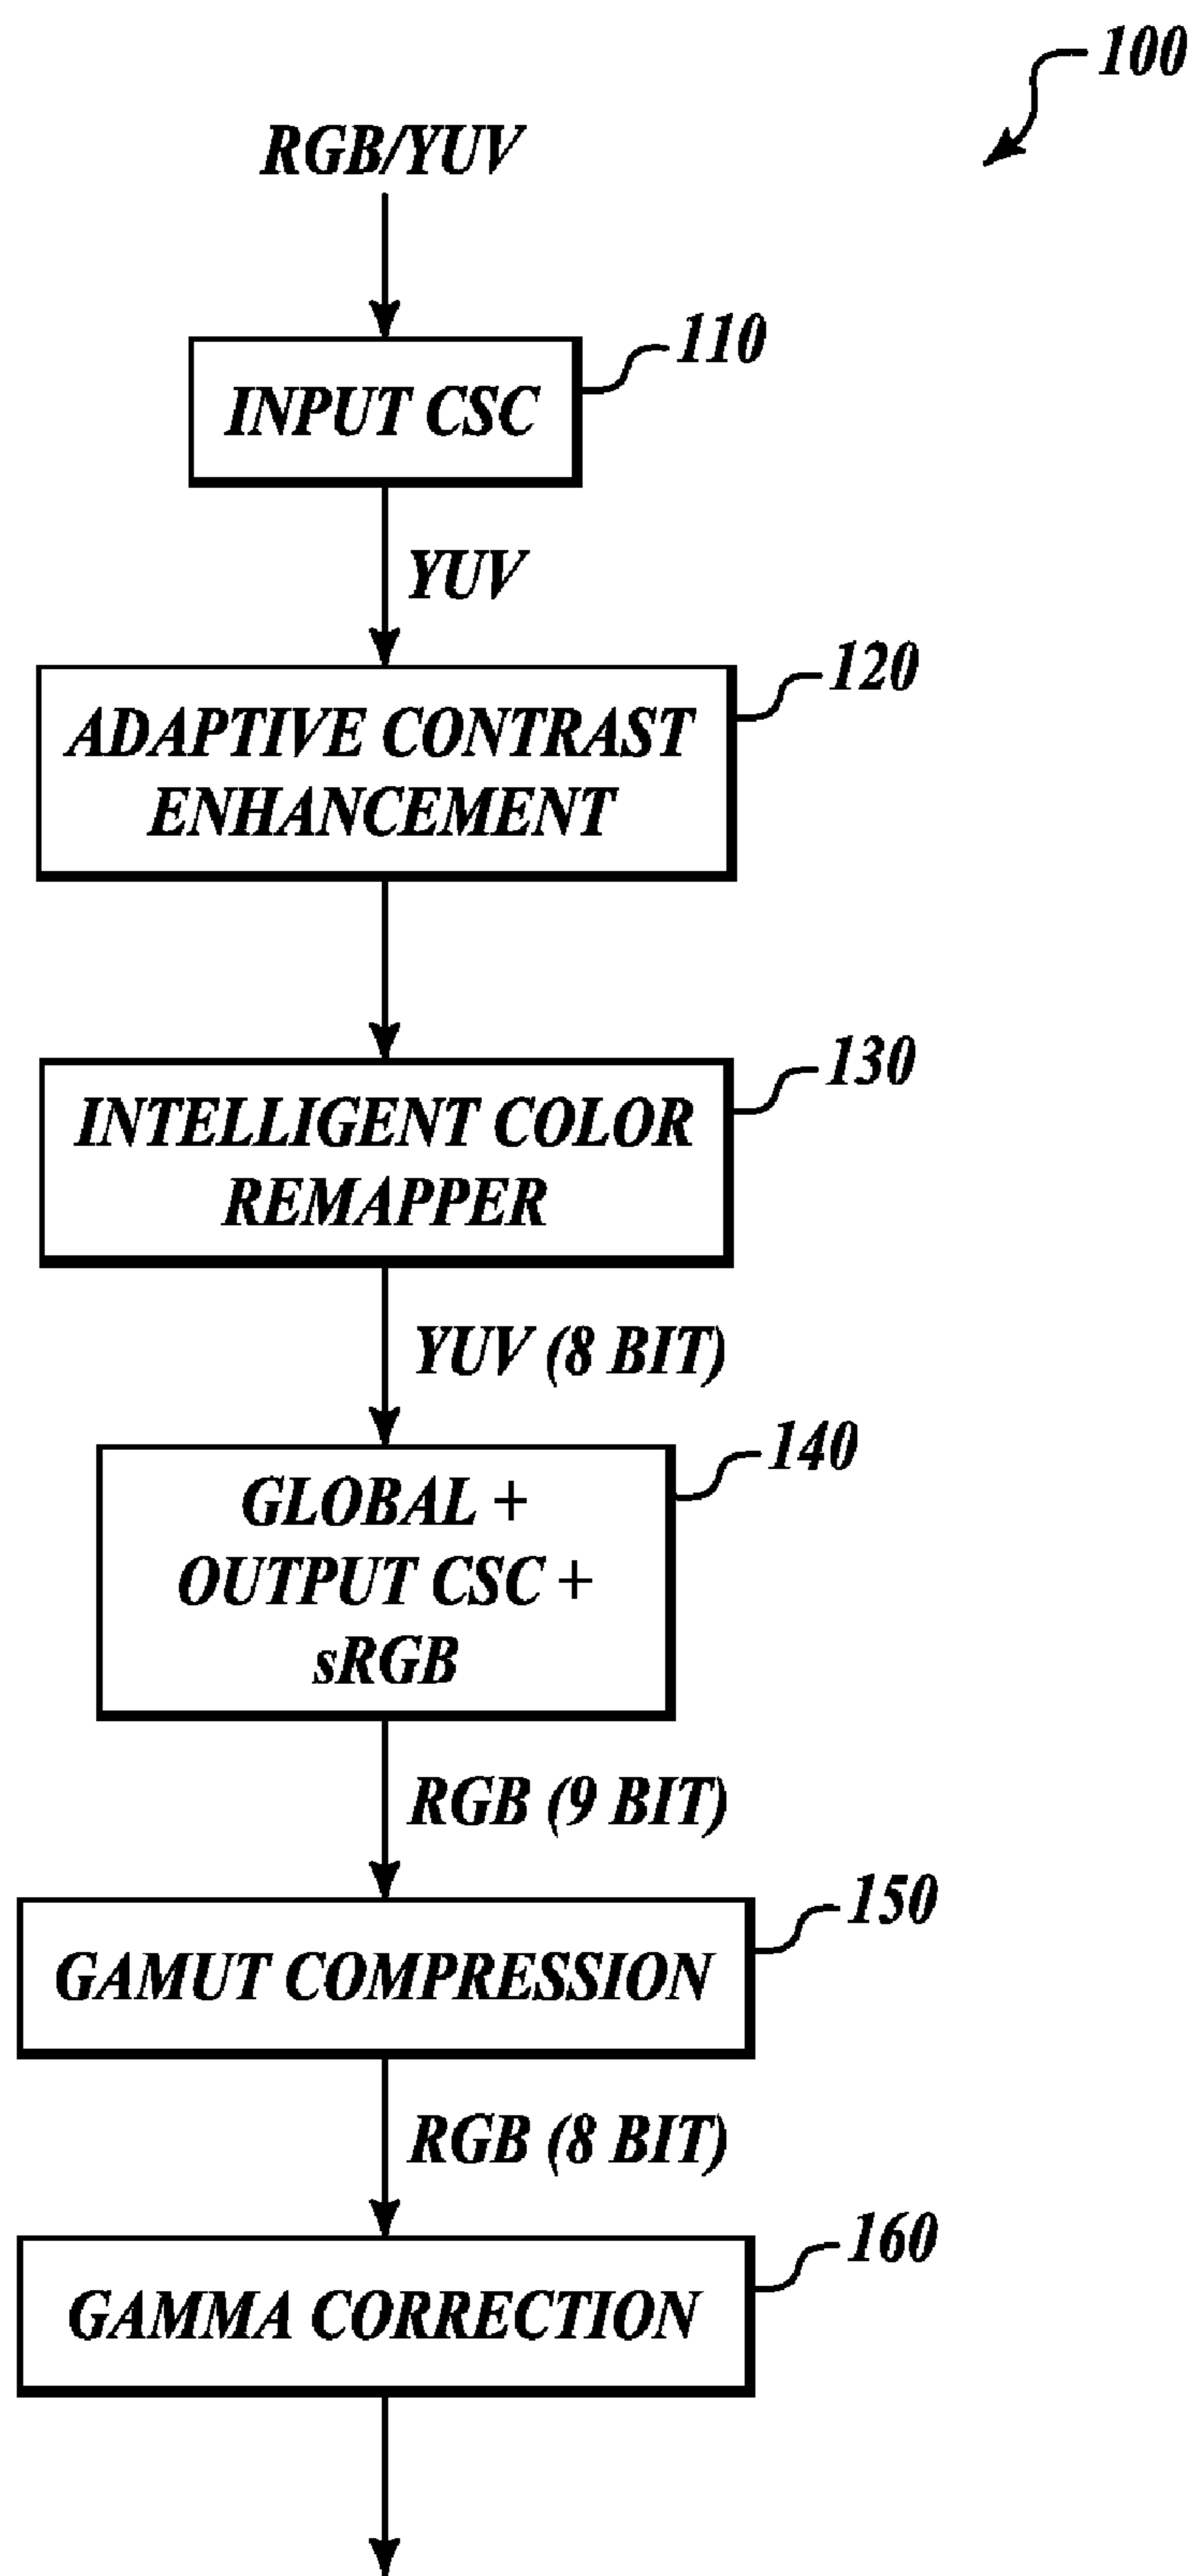 100
RGB/YUV
110
INPUT CSC
YUV
120
ADAPTIVE CONTRAST
ENHANCEMENT
130
INTELLIGENT COLOR
REMAPPER
YUV (8 BIT)
140
GLOBAL +
OUTPUT CSC +
sRGB
RGB (9 BIT)
150
GAMUT COMPRESSION
RGB (8 BIT)
160
GAMMA CORRECTION